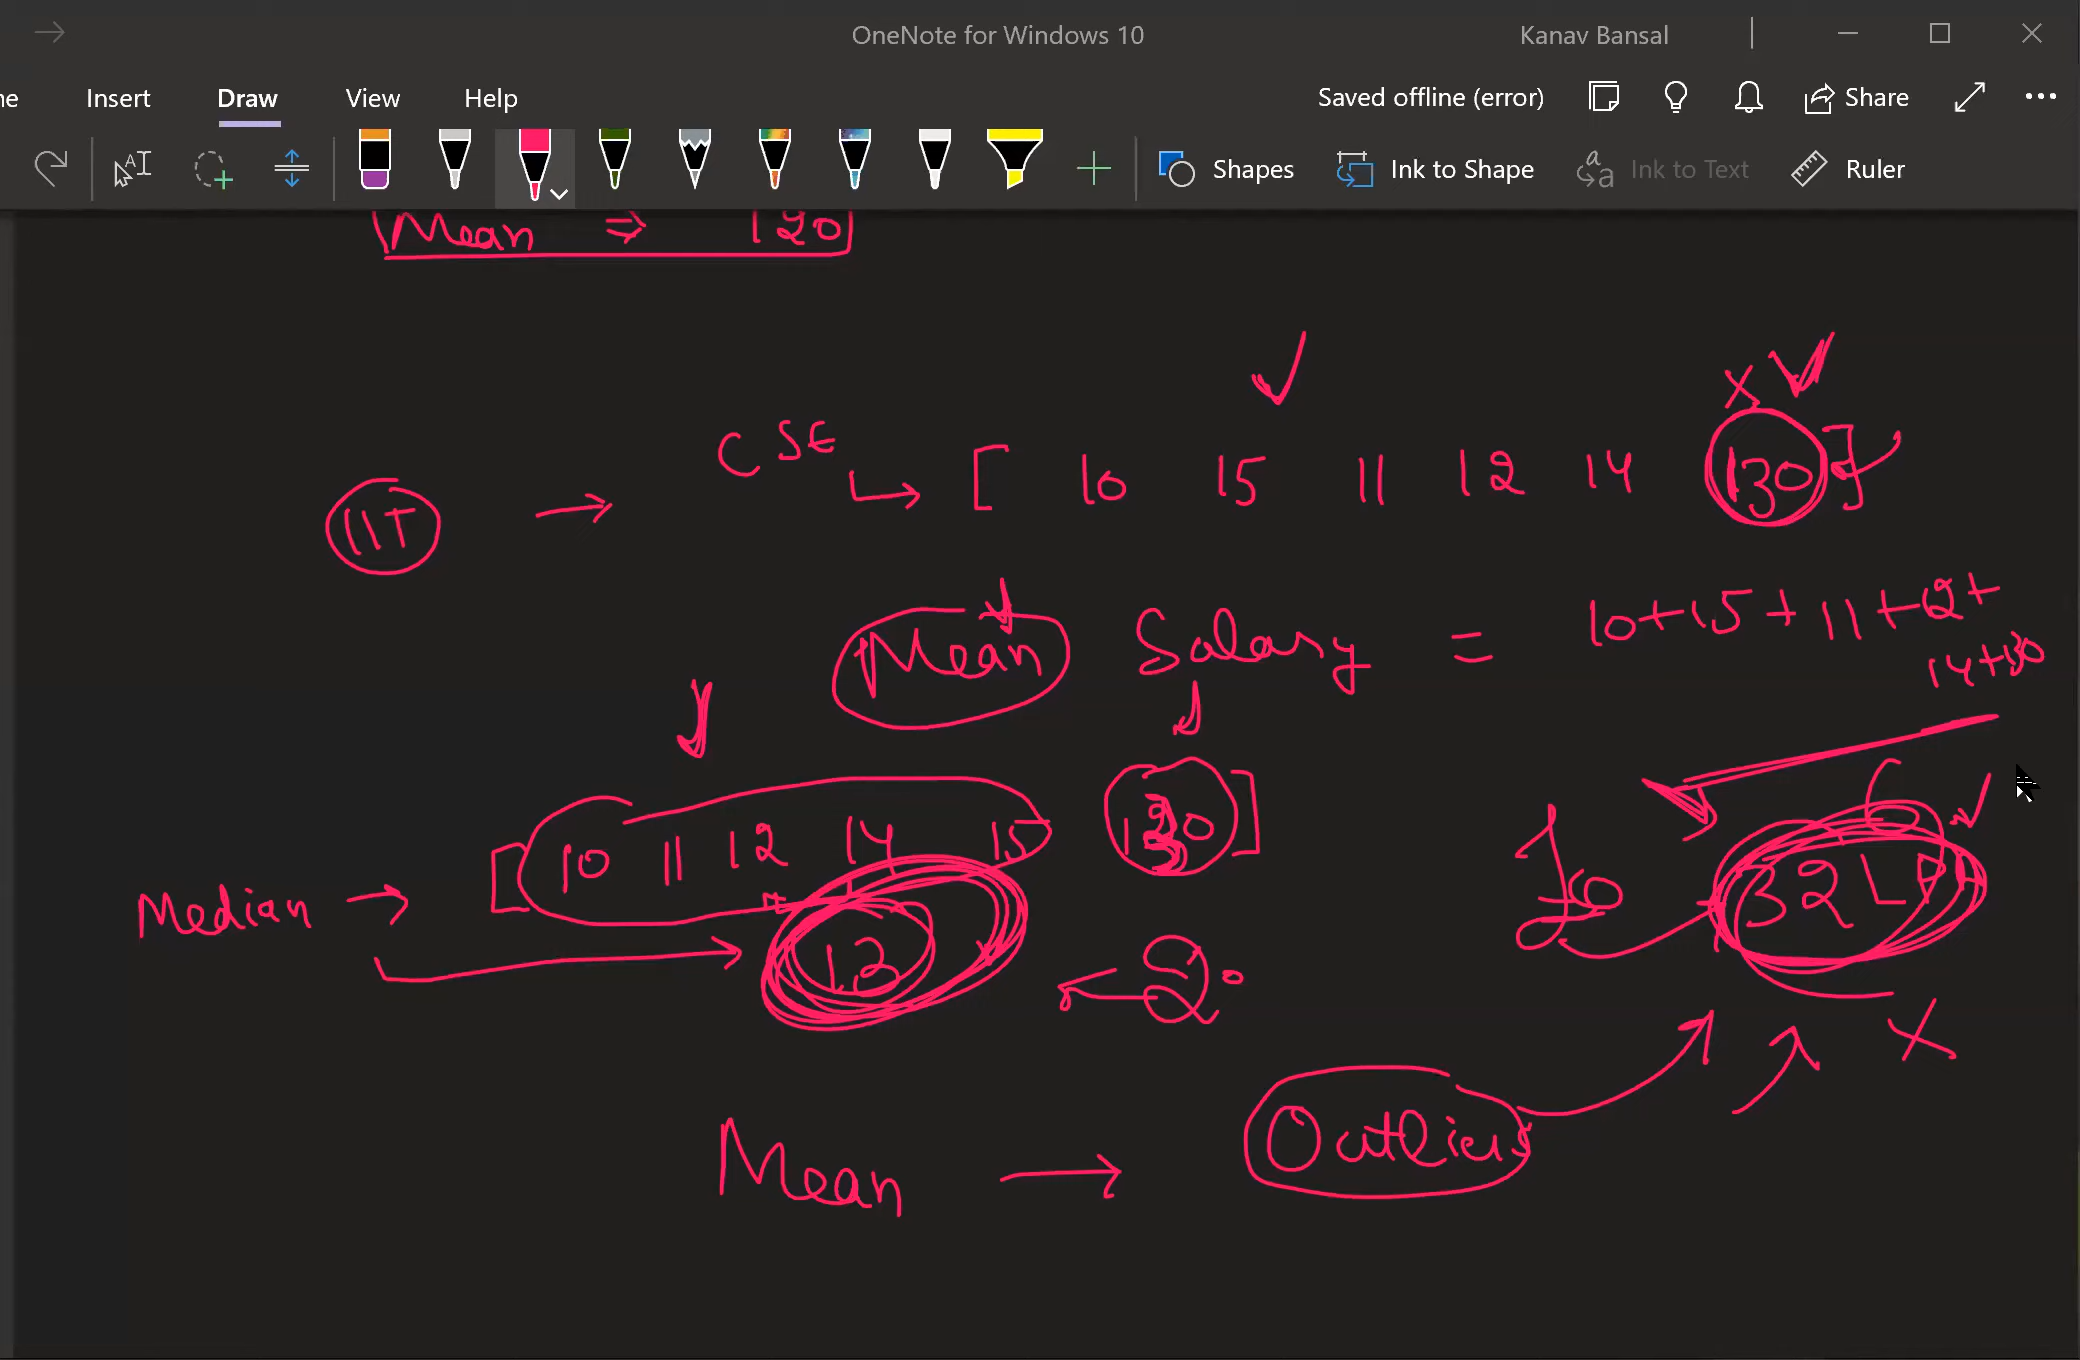 OneNote for Windows 10 Kanav Bansal
Insert Draw View Help Saved offline (error) Share
Shapes Ink to Shape Ink to Text Ruler
Mean ⇒ 120
CSE → [ 10 15 11 12 14 130 ]
IIT →
Mean Salary = 10+15+11+12+
14+130
6
[ 10 11 12 14 15 130 ]
Median →
32 LPA
13
Mean → Outliers